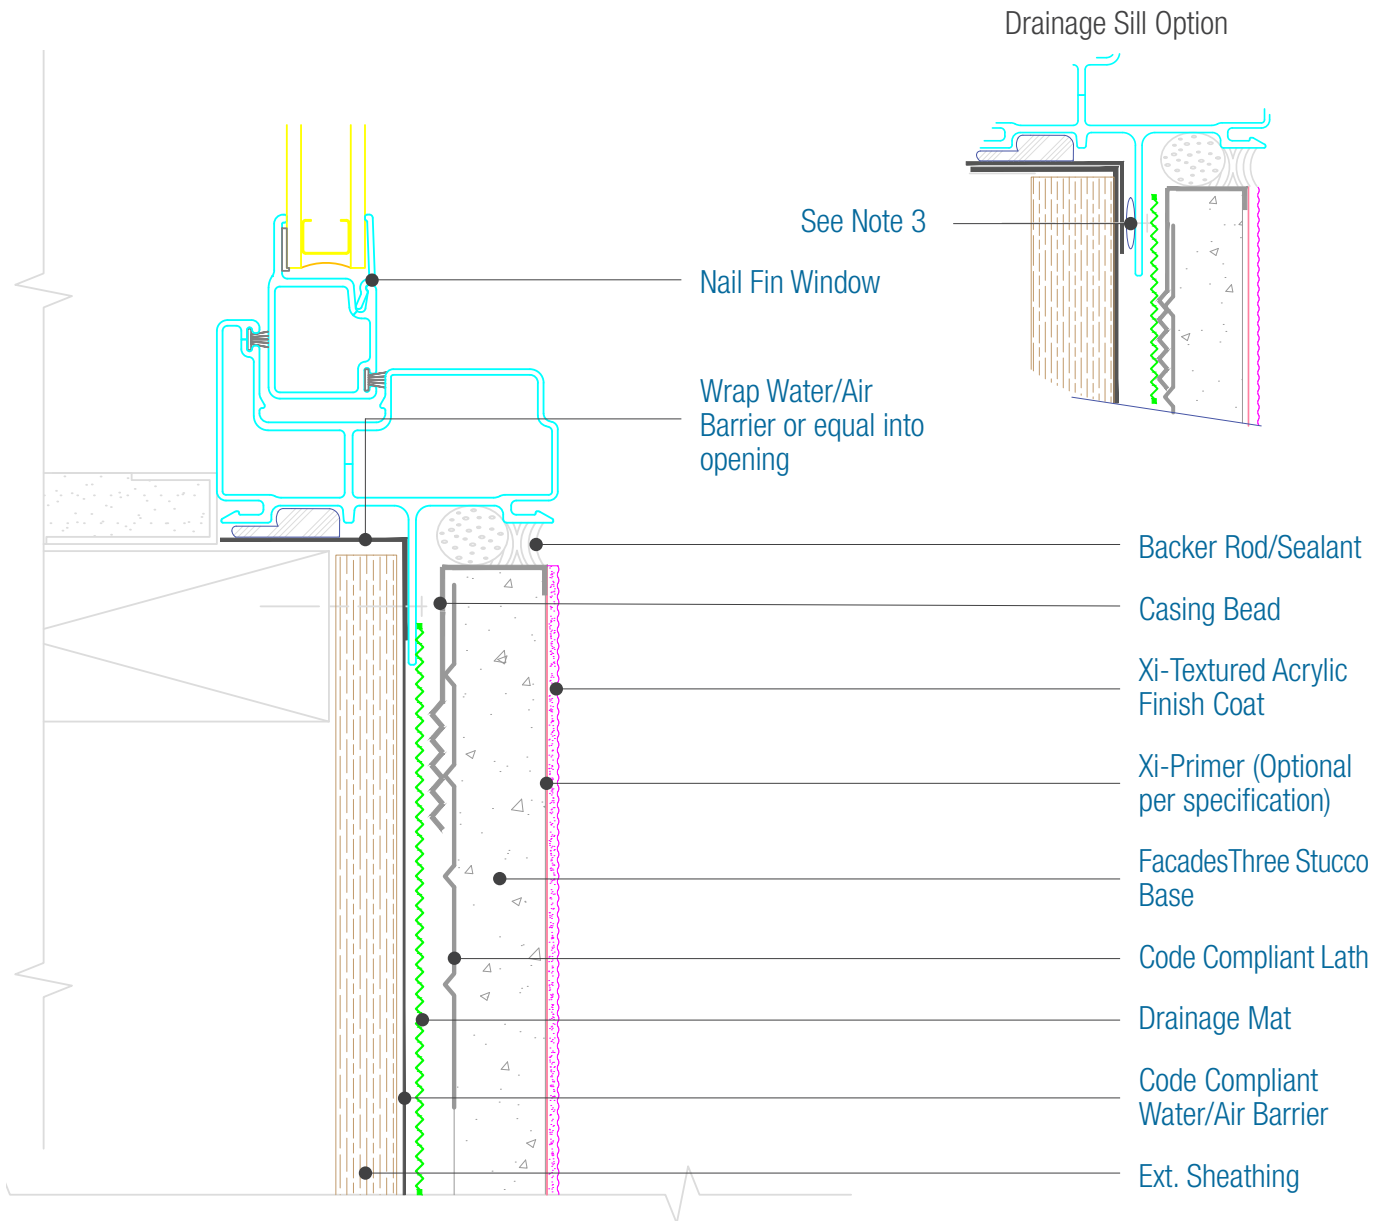 Drainage Sill Option
See Note 3
Nail Fin Window
Wrap Water/Air
Barrier or equal into
opening
Backer Rod/Sealant
Casing Bead
Xi-Textured Acrylic
Finish Coat
Xi-Primer (Optional
per specification)
FacadesThree Stucco
Base
Code Compliant Lath
Drainage Mat
Code Compliant
Water/Air Barrier
Ext. Sheathing